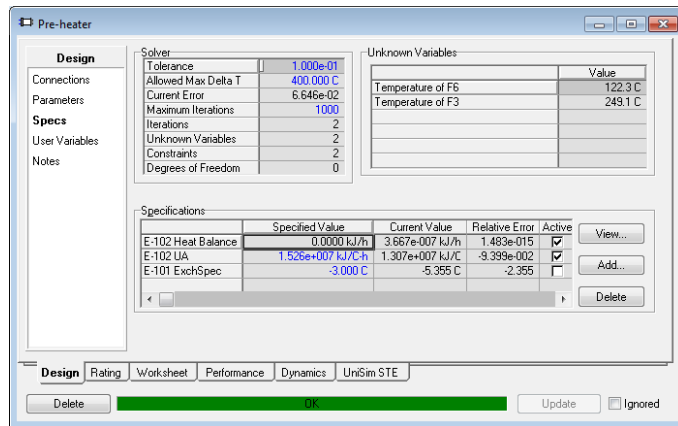 Pre-heater
Design
Connections
Parameters
Specs
User Variables
Notes
Solver
Tolerance 1.000e-01
Allowed Max Delta T 400.000 C
Current Error 6.646e-02
Maximum Iterations 1000
Iterations 2
Unknown Variables 2
Constraints 2
Degrees of Freedom 0
Unknown Variables
Value
Temperature of F6 122.3 C
Temperature of F3 249.1 C
Specifications
Specified Value Current Value Relative Error Active
E-102 Heat Balance 0.0000 kJ/h 3.667e-007 kJ/h 1.483e-015
E-102 UA 1.526e+007 kJ/C-h 1.307e+007 kJ/C -9.399e-002
E-101 ExchSpec -3.000 C -5.355 C -2.355
View...
Add...
Delete
Design Rating Worksheet Performance Dynamics UniSim STE
Delete OK Update Ignored